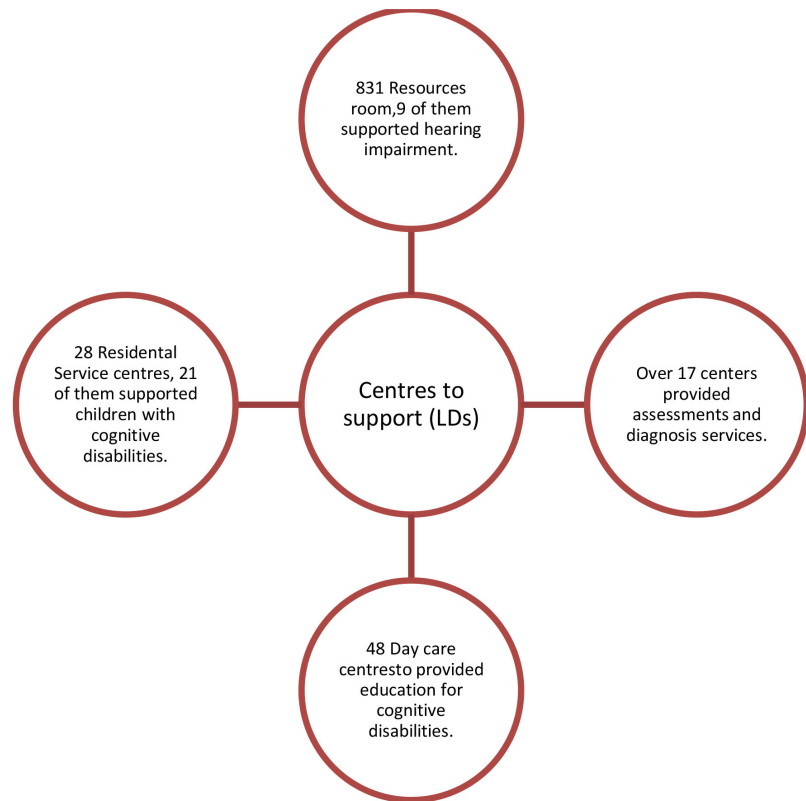 831 Resources
room,9 of them
supported hearing
impairment.
28 Residental
Service centres, 21
of them supported
children with
cognitive
disabilities.
Centres to
support (LDs)
Over 17 centers
provided
assessments and
diagnosis services.
48 Day care
centresto provided
education for
cognitive
disabilities.